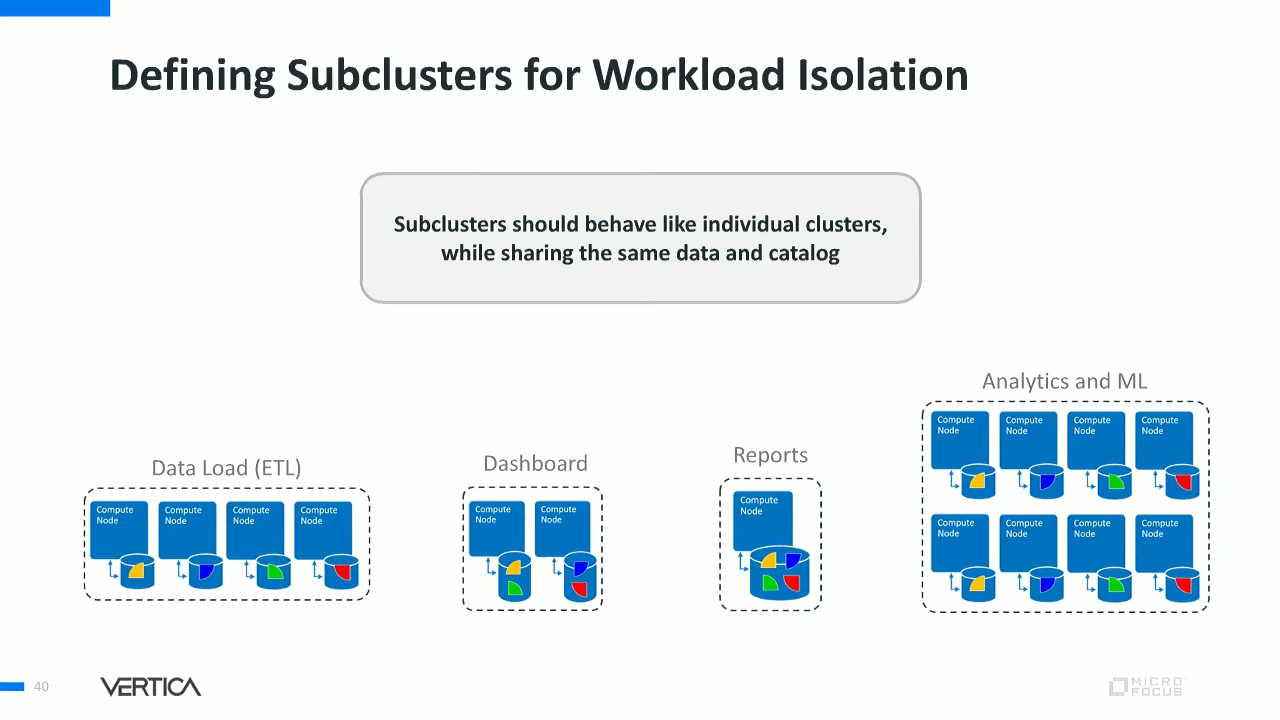 Defining Subclusters for Workload Isolation
Subclusters should behave like individual clusters,
while sharing the same data and catalog
Data Load (ETL)
Compute
Node
Compute
Node
Compute
Node
Compute
Node
Dashboard
Compute
Node
Compute
Node
Reports
Compute
Node
Analytics and ML
Compute
Node
Compute
Node
Compute
Node
Compute
Node
Compute
Node
Compute
Node
Compute
Node
Compute
Node
40
VERTICA
MICRO
FOCUS